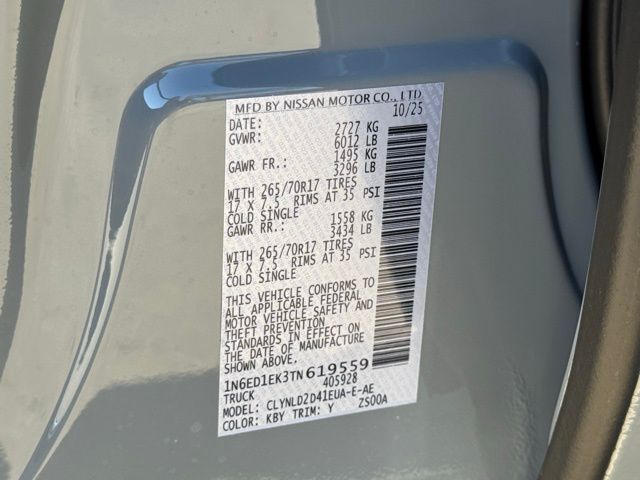 MFD BY NISSAN MOTOR CO., LTD.
DATE: 10/25
GVWR: 2727 KG
6012 LB
GAWR FR.: 1495 KG
3296 LB
WITH 265/70R17 TIRES
17 X 7.5 RIMS AT 35 PSI
COLD SINGLE
GAWR RR.: 1558 KG
3434 LB
WITH 265/70R17 TIRES
17 X 7.5 RIMS AT 35 PSI
COLD SINGLE
THIS VEHICLE CONFORMS TO
ALL APPLICABLE FEDERAL
MOTOR VEHICLE SAFETY AND
THEFT PREVENTION
STANDARDS IN EFFECT ON
THE DATE OF MANUFACTURE
SHOWN ABOVE.
1N6ED1EK3TN619559
TRUCK 405928
MODEL: CLYNLD2D41EUA-E-AE
COLOR: KBY TRIM: Y ZS00A